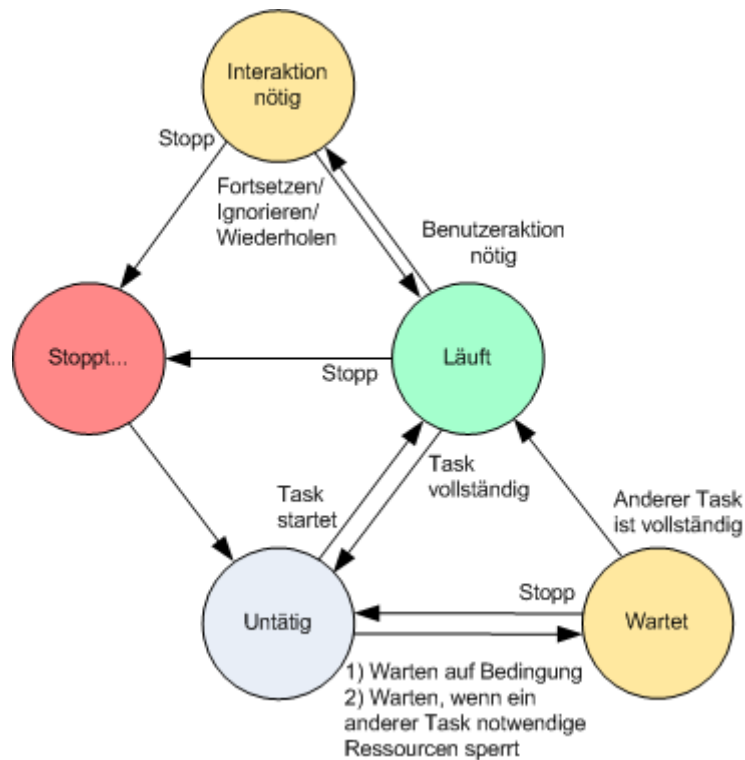 Interaktion
nötig
Stopp
Fortsetzen/
Ignorieren/
Wiederholen
Benutzeraktion
nötig
Stoppt...
Läuft
Stopp
Task
startet
Task
vollständig
Anderer Task
ist vollständig
Untätig
Stopp
Wartet
1) Warten auf Bedingung
2) Warten, wenn ein
anderer Task notwendige
Ressourcen sperrt